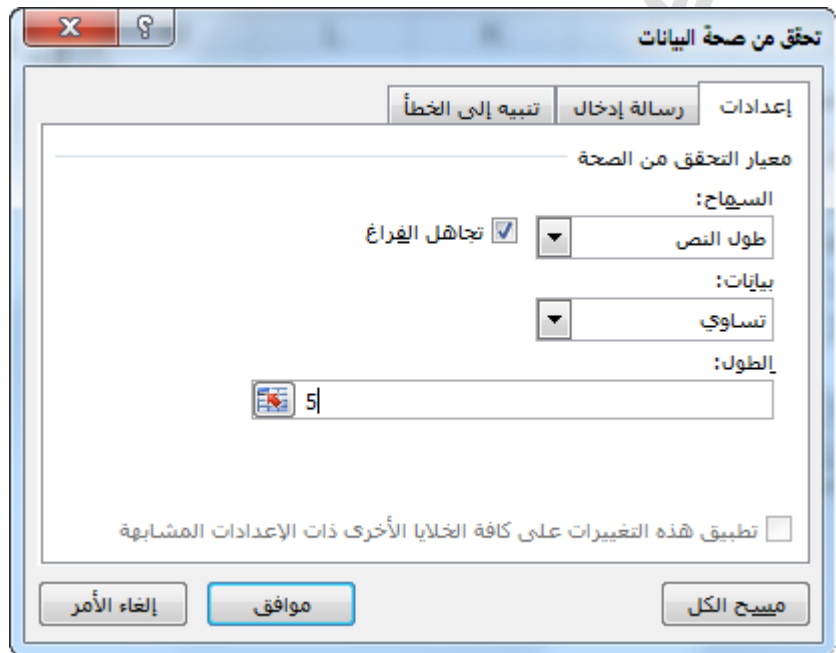 تحقق من صحة البيانات
إعدادات رسالة إدخال تنبيه إلى الخطأ
معيار التحقق من الصحة
السماح:
طول النص تجاهل الفراغ
بيانات:
تساوي
الطول:
5
تطبيق هذه التغييرات على كافة الخلايا الأخرى ذات الإعدادات المشابهة
مسح الكل موافق إلغاء الأمر